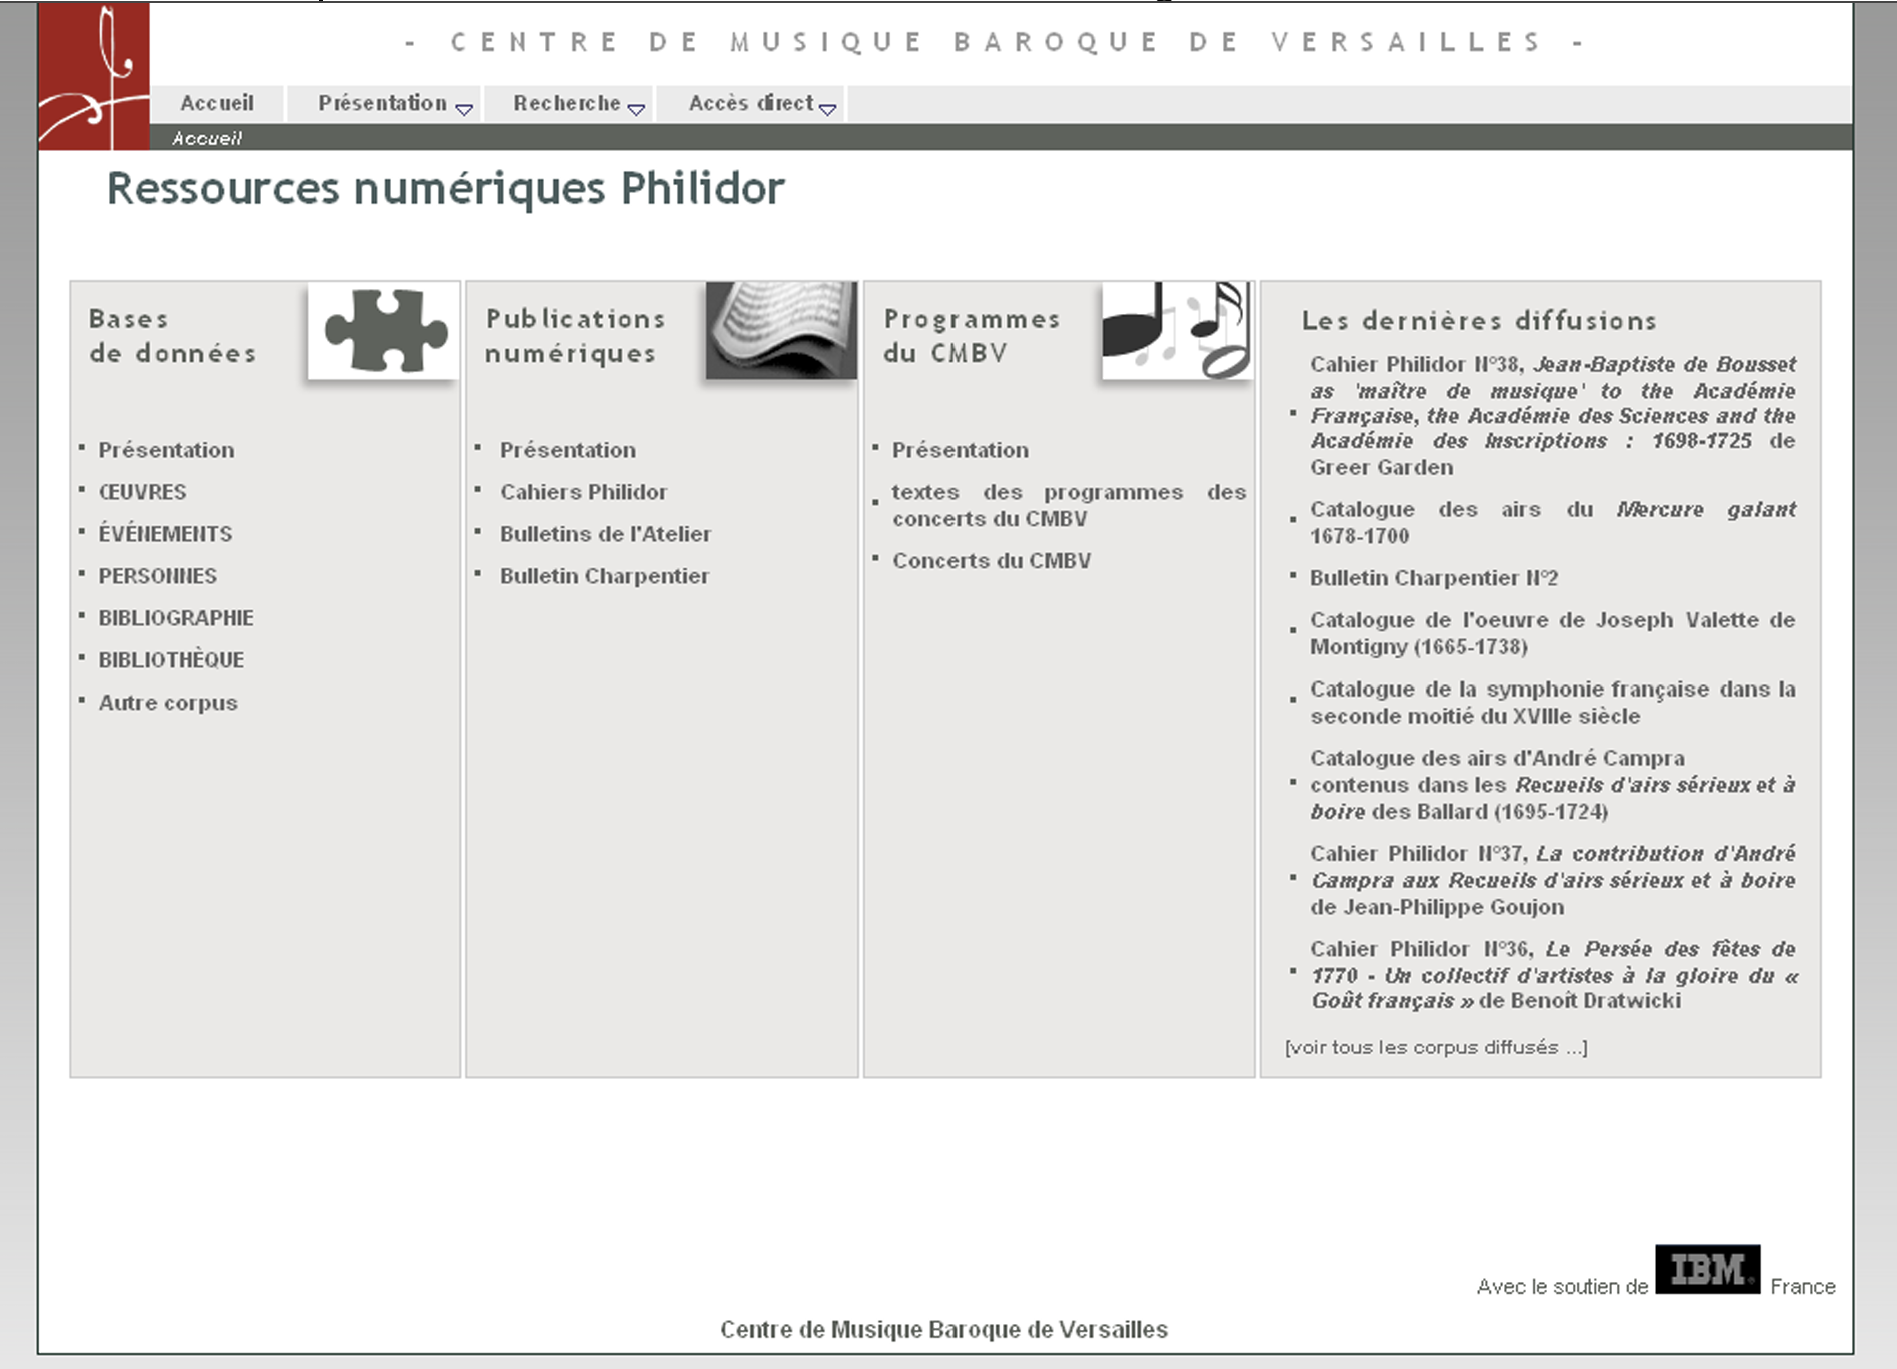 - CENTRE DE MUSIQUE BAROQUE DE VERSAILLES -
Accueil Présentation Recherche Accès direct
Accueil
Ressources numériques Philidor
Bases
de données
Présentation
ŒUVRES
ÉVÉNEMENTS
PERSONNES
BIBLIOGRAPHIE
BIBLIOTHÈQUE
Autre corpus
Publications
numériques
Présentation
Cahiers Philidor
Bulletins de l'Atelier
Bulletin Charpentier
Programmes
du CMBV
Présentation
textes des programmes des
concerts du CMBV
Concerts du CMBV
Les dernières diffusions
Cahier Philidor N°38, Jean-Baptiste de Bousset
as 'maître de musique' to the Académie
Française, the Académie des Sciences and the
Académie des Inscriptions : 1698-1725 de
Greer Garden
Catalogue des airs du Mercure galant
1678-1700
Bulletin Charpentier N°2
Catalogue de l'oeuvre de Joseph Valette de
Montigny (1665-1738)
Catalogue de la symphonie française dans la
seconde moitié du XVIIIe siècle
Catalogue des airs d'André Campra
contenus dans les Recueils d'airs sérieux et à
boire des Ballard (1695-1724)
Cahier Philidor N°37, La contribution d'André
Campra aux Recueils d'airs sérieux et à boire
de Jean-Philippe Goujon
Cahier Philidor N°36, Le Persée des fêtes de
1770 - Un collectif d'artistes à la gloire du «
Goût français » de Benoît Dratwicki
[voir tous les corpus diffusés ...]
Avec le soutien de IBM France
Centre de Musique Baroque de Versailles